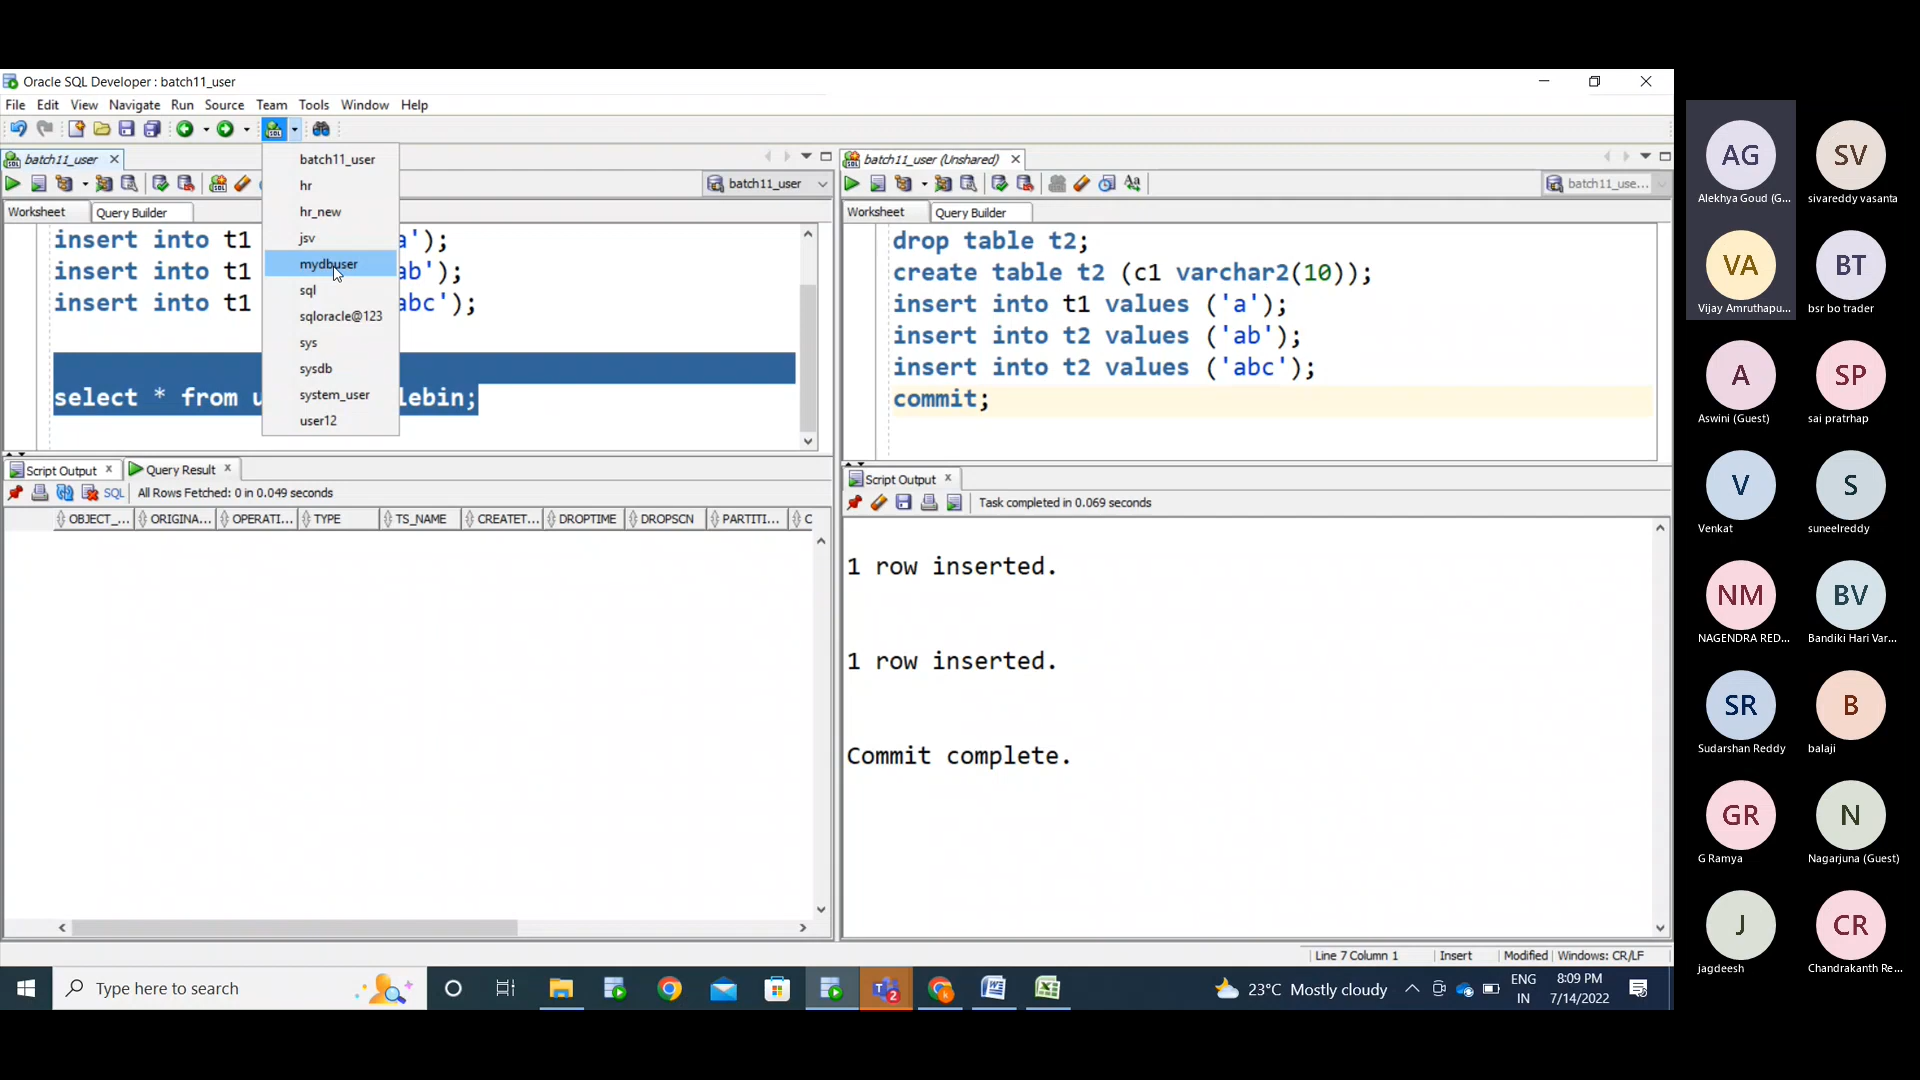 Oracle SQL Developer : batch11_user
File Edit View Navigate Run Source Team Tools Window Help
batch11_user
batch11_user
Worksheet Query Builder
insert into t1 a');
insert into t1 ab');
insert into t1 abc');
select * from u lebin;
batch11_user
hr
hr_new
jsv
mydbuser
sql
sqloracle@123
sys
sysdb
system_user
user12
Script Output Query Result
SQL All Rows Fetched: 0 in 0.049 seconds
OBJECT_... ORIGINA... OPERATI... TYPE TS_NAME CREATET... DROPTIME DROPSCN PARTITI... C
batch11_user (Unshared)
Aa batch11_use...
Worksheet Query Builder
drop table t2;
create table t2 (c1 varchar2(10));
insert into t1 values ('a');
insert into t2 values ('ab');
insert into t2 values ('abc');
commit;
Script Output
Task completed in 0.069 seconds
1 row inserted.
1 row inserted.
Commit complete.
Line 7 Column 1 Insert Modified Windows: CR/LF
Type here to search
2
23°C Mostly cloudy
ENG
IN
8:09 PM
7/14/2022
AG
Alekhya Goud (G...
SV
sivareddy vasanta
VA
Vijay Amruthapu...
BT
bsr bo trader
A
Aswini (Guest)
SP
sai pratrhap
V
Venkat
S
suneelreddy
NM
NAGENDRA RED...
BV
Bandiki Hari Var...
SR
Sudarshan Reddy
B
balaji
GR
G Ramya
N
Nagarjuna (Guest)
J
jagdeesh
CR
Chandrakanth Re...